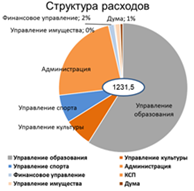 Структура расходов
Финансовое управление; 2%
Дума; 1%
Управление имущества; 0%
Администрация
1231,5
Управление образования
Управление спорта
Управление культуры
Управление образования
Управление культуры
Управление спорта
Администрация
Финансовое управление
КСП
Управление имущества
Дума